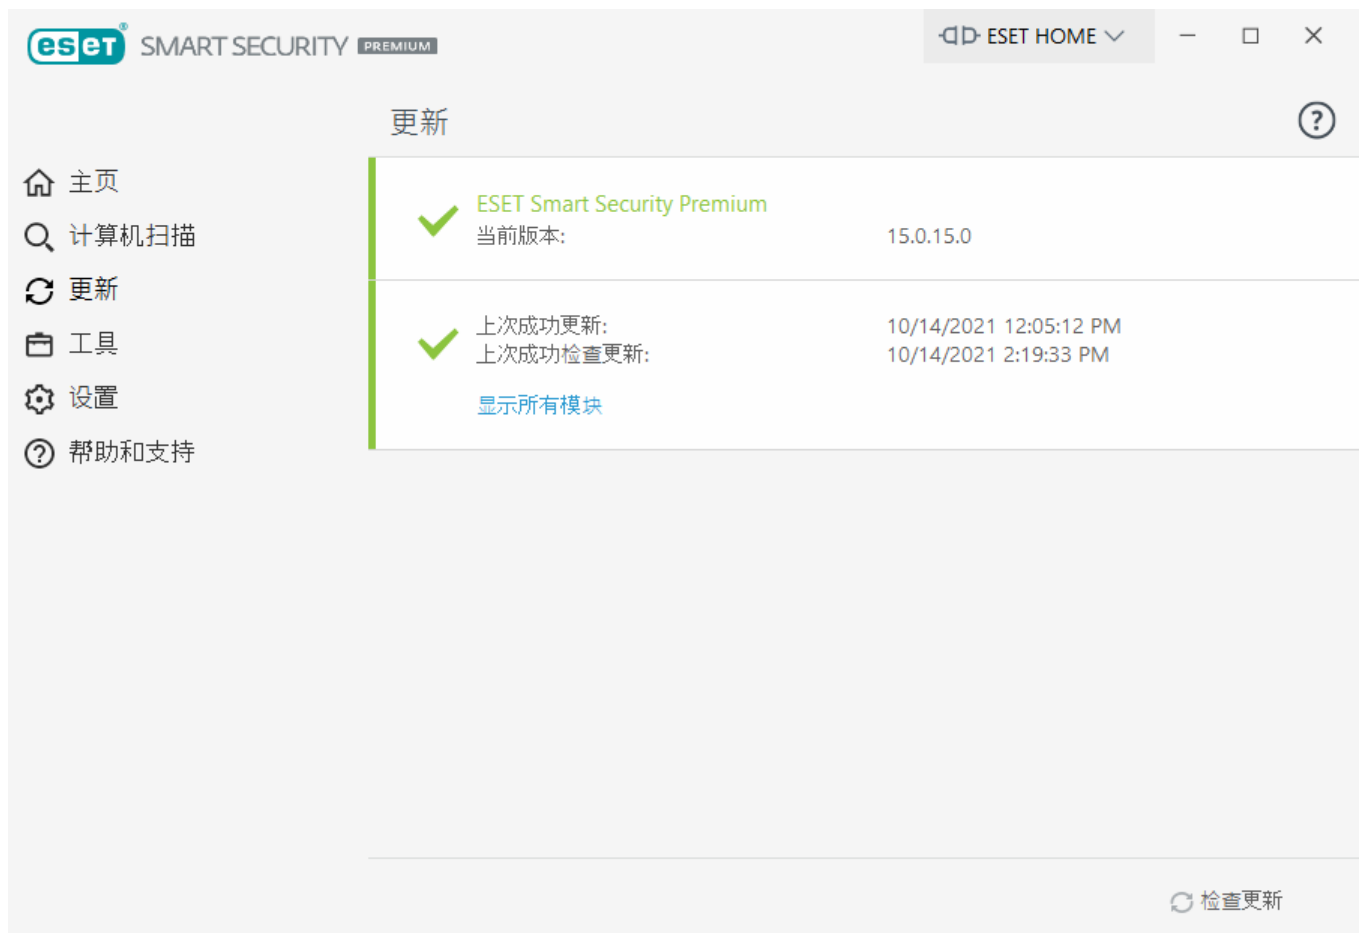 eset® SMART SECURITY PREMIUM
ESET HOME
更新
主页
计算机扫描
更新
工具
设置
帮助和支持
ESET Smart Security Premium
当前版本: 15.0.15.0
上次成功更新: 10/14/2021 12:05:12 PM
上次成功检查更新: 10/14/2021 2:19:33 PM
显示所有模块
检查更新